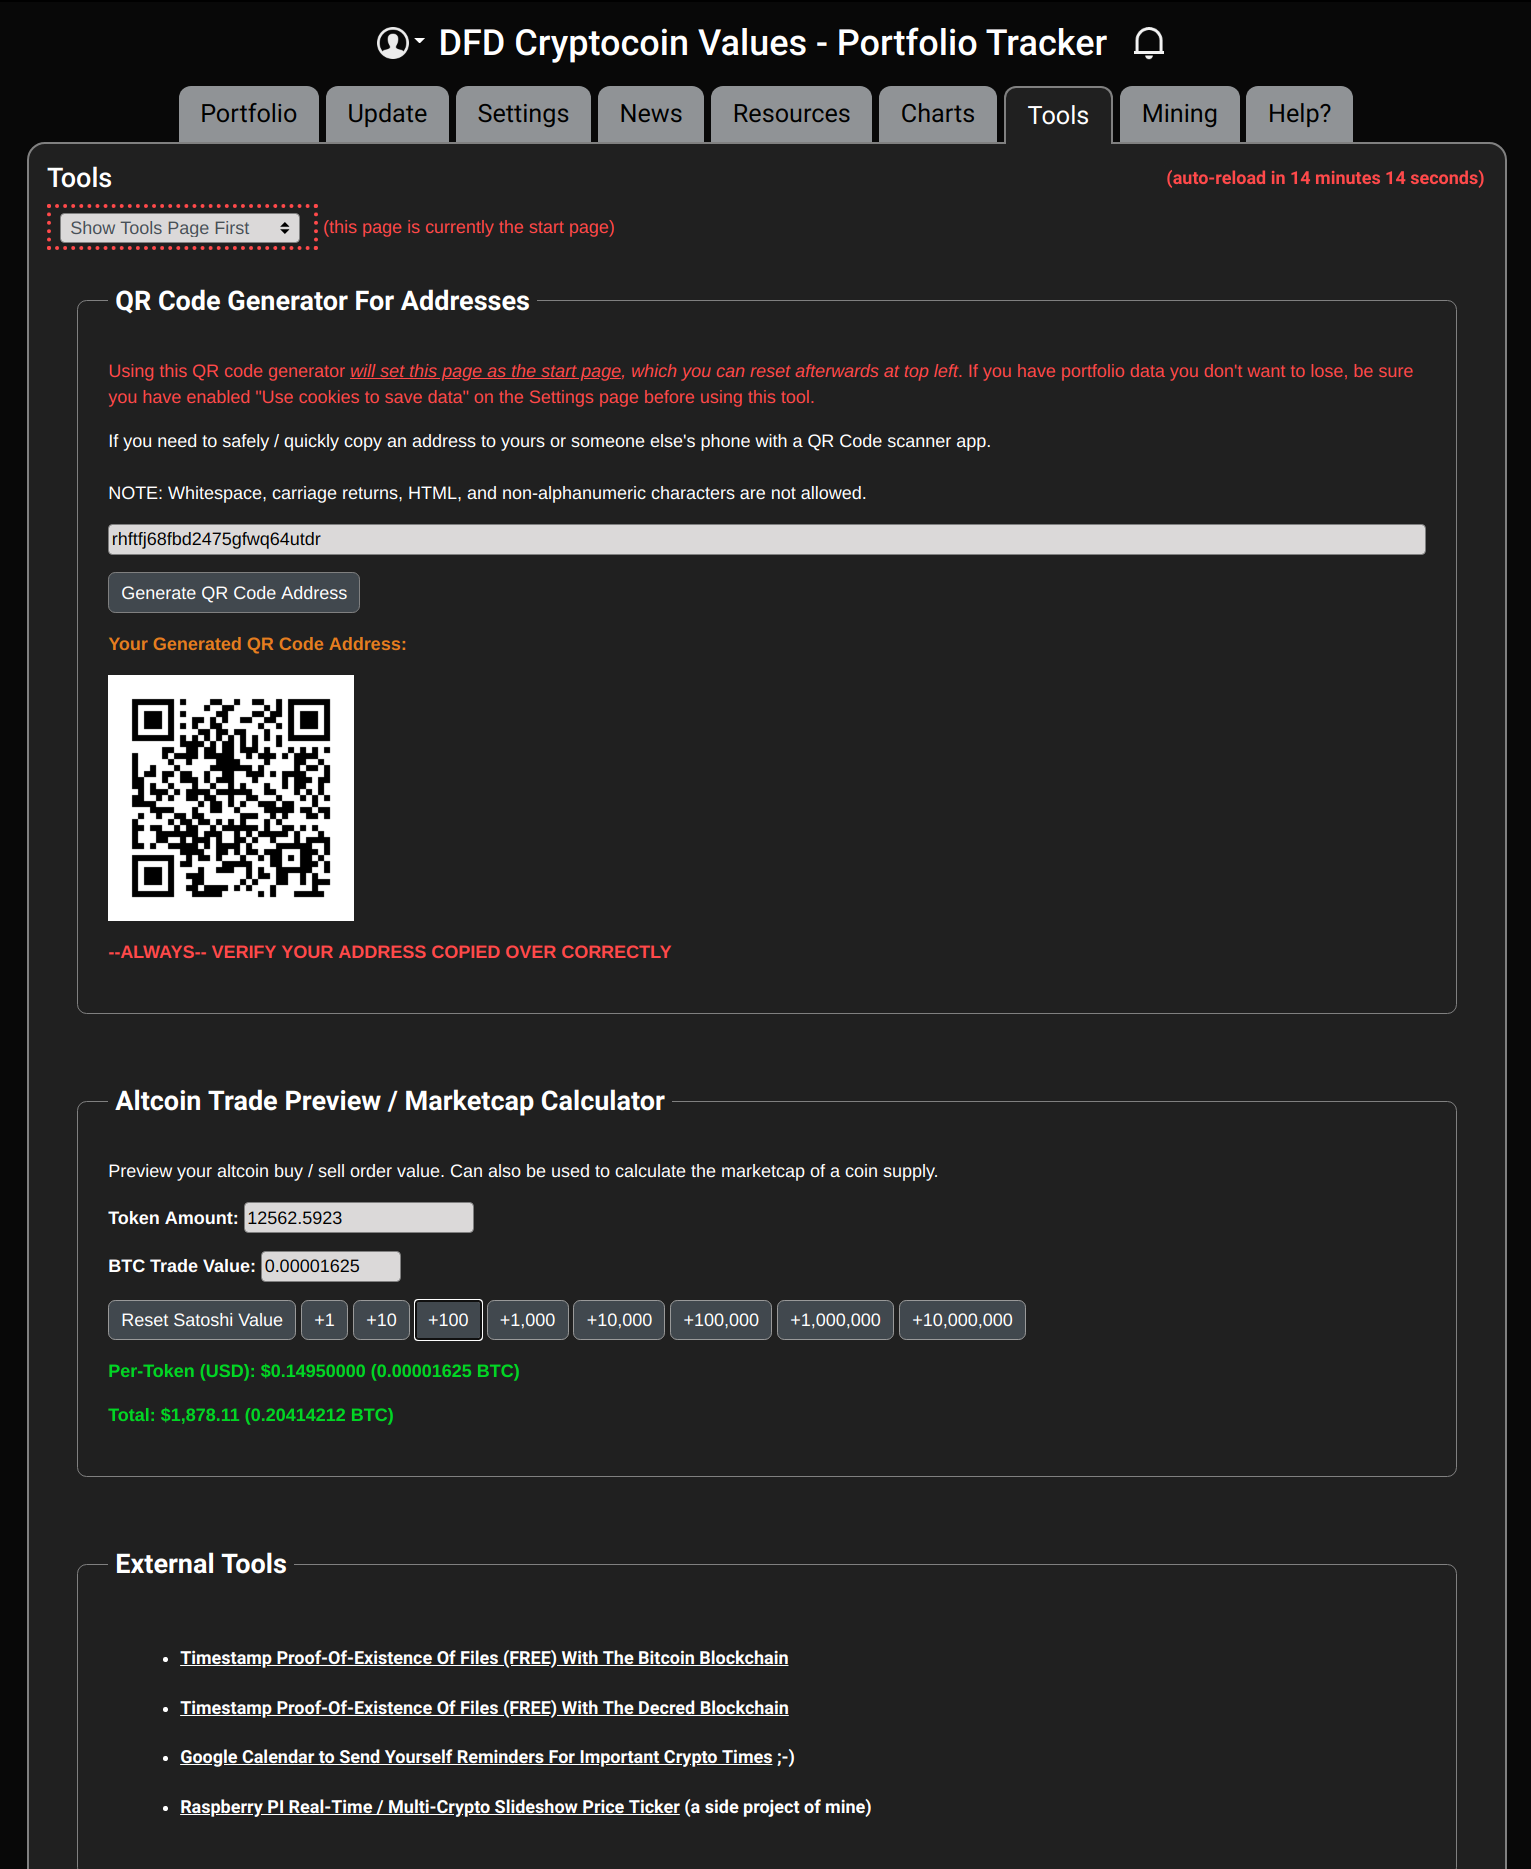 DFD Cryptocoin Values - Portfolio Tracker
Portfolio
Update
Settings
News
Resources
Charts
Tools
Mining
Help?
Tools
(auto-reload in 14 minutes 14 seconds)
Show Tools Page First
(this page is currently the start page)
QR Code Generator For Addresses
Using this QR code generator will set this page as the start page, which you can reset afterwards at top left. If you have portfolio data you don't want to lose, be sure
you have enabled "Use cookies to save data" on the Settings page before using this tool.
If you need to safely / quickly copy an address to yours or someone else's phone with a QR Code scanner app.
NOTE: Whitespace, carriage returns, HTML, and non-alphanumeric characters are not allowed.
rhftfj68fbd2475gfwq64utdr
Generate QR Code Address
Your Generated QR Code Address:
--ALWAYS-- VERIFY YOUR ADDRESS COPIED OVER CORRECTLY
Altcoin Trade Preview / Marketcap Calculator
Preview your altcoin buy / sell order value. Can also be used to calculate the marketcap of a coin supply.
Token Amount: 12562.5923
BTC Trade Value: 0.00001625
Reset Satoshi Value +1 +10 +100 +1,000 +10,000 +100,000 +1,000,000 +10,000,000
Per-Token (USD): $0.14950000 (0.00001625 BTC)
Total: $1,878.11 (0.20414212 BTC)
External Tools
Timestamp Proof-Of-Existence Of Files (FREE) With The Bitcoin Blockchain
Timestamp Proof-Of-Existence Of Files (FREE) With The Decred Blockchain
Google Calendar to Send Yourself Reminders For Important Crypto Times ;-)
Raspberry PI Real-Time / Multi-Crypto Slideshow Price Ticker (a side project of mine)